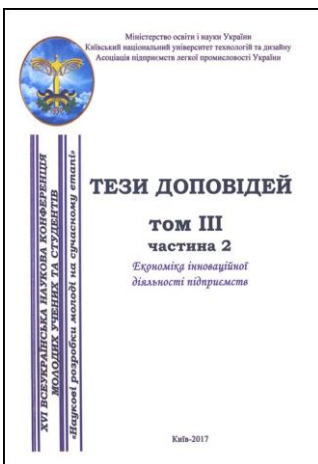 Міністерство освіти і науки України
Київський національний університет технологій та дизайну
Асоціація підприємств легкої промисловості України
XVI ВСЕУКРАЇНСЬКА НАУКОВА КОНФЕРЕНЦІЯ
МОЛОДИХ УЧЕНИХ ТА СТУДЕНТІВ
«Наукові розробки молоді на сучасному етапі»
ТЕЗИ ДОПОВІДЕЙ
том III
частина 2
Економіка інноваційної
діяльності підприємств
Київ-2017